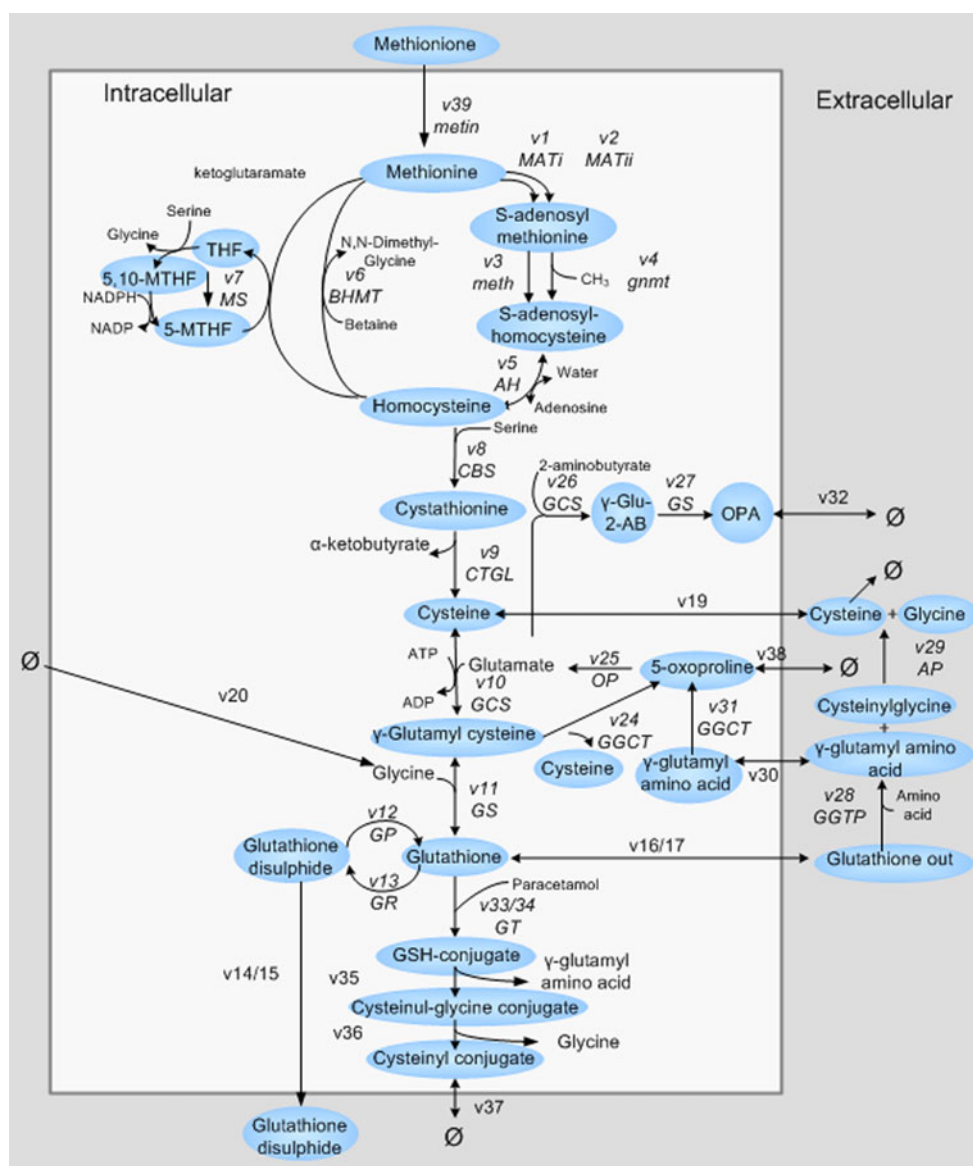 Methionione
Intracellular
Extracellular
v39
metin
v1
MATi
v2
MATii
ketoglutaramate
Methionine
Serine
Glycine
THF
5,10-MTHF
v7
MS
NADPH
NADP
5-MTHF
N,N-Dimethyl-
Glycine
v6
BHMT
Betaine
S-adenosyl
methionine
v3
meth
CH₃
v4
gnmt
S-adenosyl-
homocysteine
v5
AH
Water
Adenosine
Homocysteine
Serine
v8
CBS
Cystathionine
α-ketobutyrate
v9
CTGL
2-aminobutyrate
v26
GCS
γ-Glu-
2-AB
v27
GS
OPA
v32
Ø
Cysteine
v19
Ø
Cysteine + Glycine
Ø
v20
ATP
ADP
Glutamate
v10
GCS
v25
OP
5-oxoproline
v38
Ø
v29
AP
Cysteinylglycine
+
γ-glutamyl amino
acid
γ-Glutamyl cysteine
v24
GGCT
Cysteine
v31
GGCT
γ-glutamyl
amino acid
v30
Glycine
v11
GS
v28
GGTP
Amino
acid
v12
GP
Glutathione
disulphide
Glutathione
v13
GR
v16/17
Glutathione out
Paracetamol
v33/34
GT
GSH-conjugate
γ-glutamyl
amino acid
v14/15
v35
Cysteinul-glycine conjugate
v36
Glycine
Cysteinyl conjugate
v37
Ø
Glutathione
disulphide